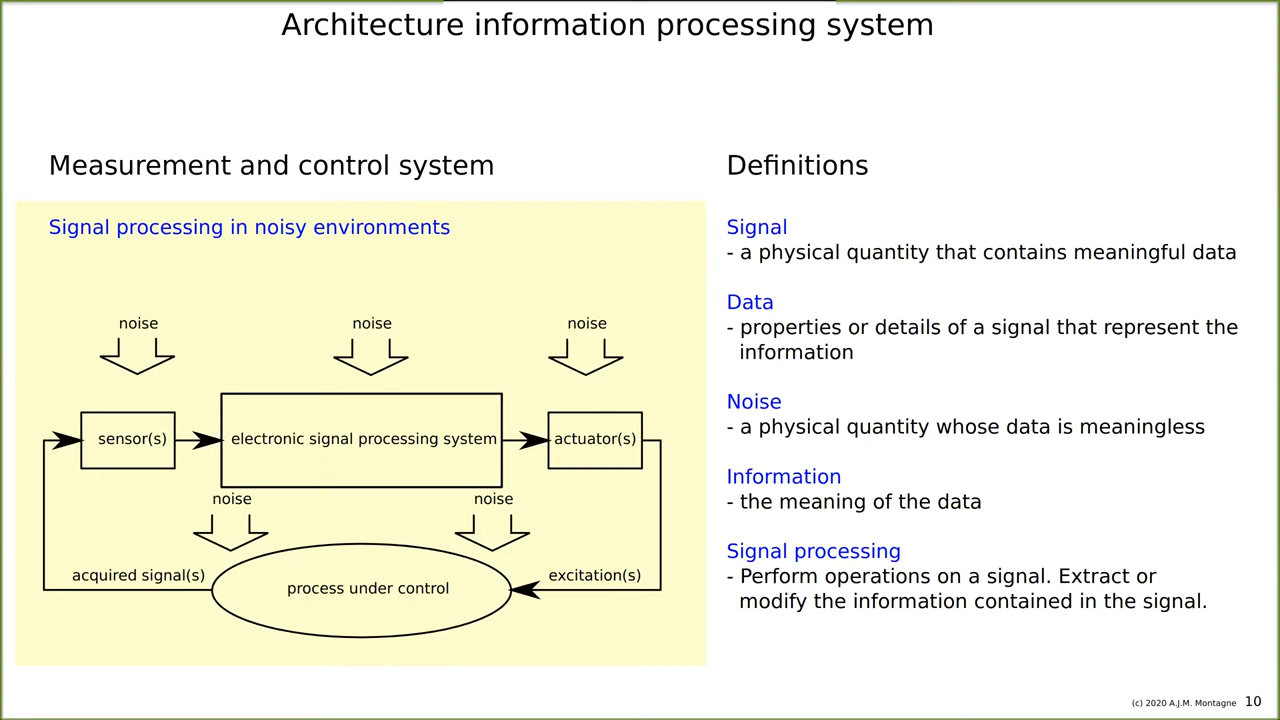 Architecture information processing system
Measurement and control system
Signal processing in noisy environments
noise
noise
noise
sensor(s)
electronic signal processing system
actuator(s)
noise
noise
acquired signal(s)
process under control
excitation(s)
Definitions
Signal
- a physical quantity that contains meaningful data
Data
- properties or details of a signal that represent the
information
Noise
- a physical quantity whose data is meaningless
Information
- the meaning of the data
Signal processing
- Perform operations on a signal. Extract or
modify the information contained in the signal.
(c) 2020 A.J.M. Montagne 10